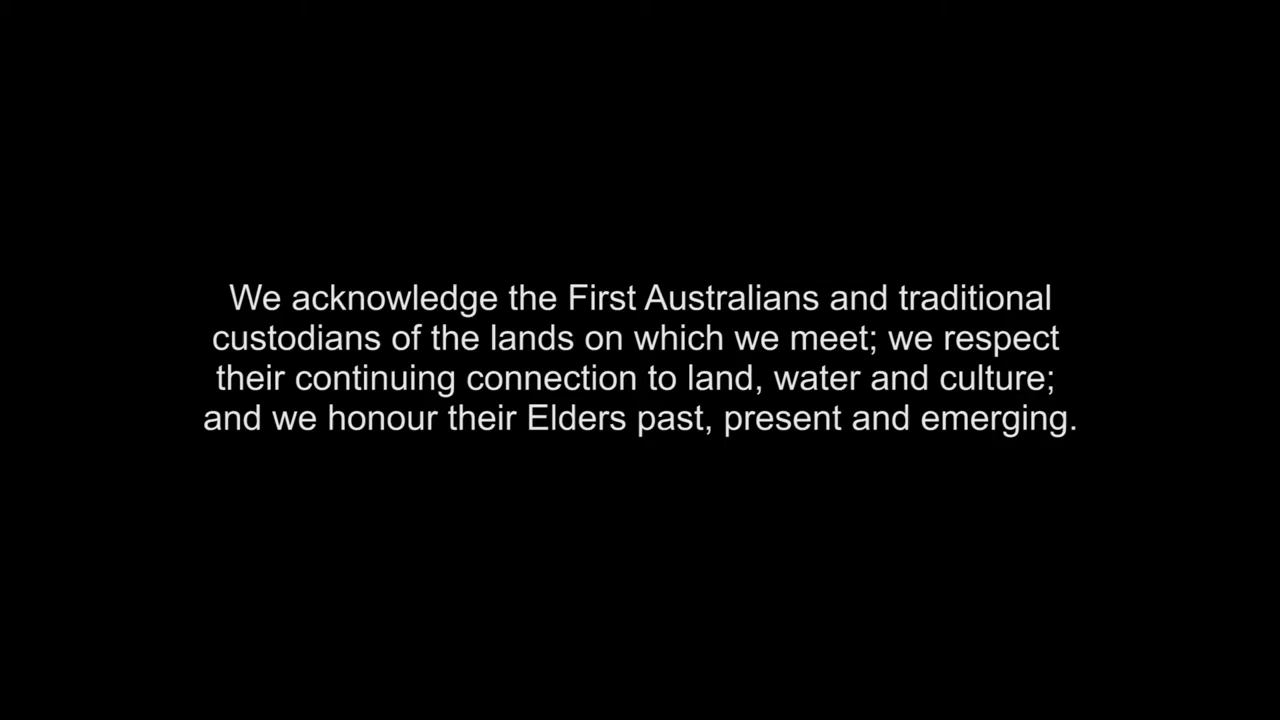 We acknowledge the First Australians and traditional
custodians of the lands on which we meet; we respect
their continuing connection to land, water and culture;
and we honour their Elders past, present and emerging.